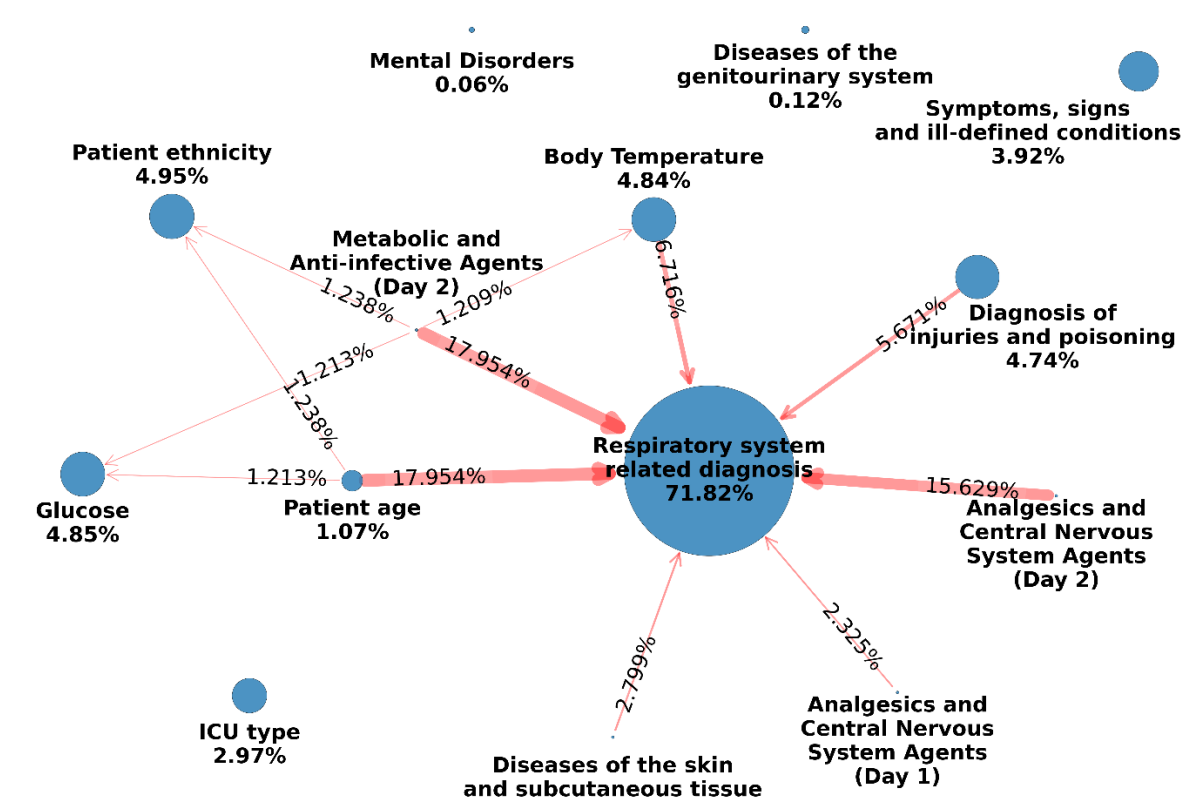 Mental Disorders
0.06%
Diseases of the
genitourinary system
0.12%
Symptoms, signs
and ill-defined conditions
3.92%
Patient ethnicity
4.95%
Body Temperature
4.84%
Metabolic and
Anti-infective Agents
(Day 2)
1.238%
1.209%
6.716%
Diagnosis of
injuries and poisoning
4.74%
5.671%
17.954%
1.213%
1.238%
Respiratory system
related diagnosis
71.82%
Glucose
4.85%
1.213%
Patient age
1.07%
17.954%
15.629%
Analgesics and
Central Nervous
System Agents
(Day 2)
2.799%
2.325%
ICU type
2.97%
Diseases of the skin
and subcutaneous tissue
Analgesics and
Central Nervous
System Agents
(Day 1)